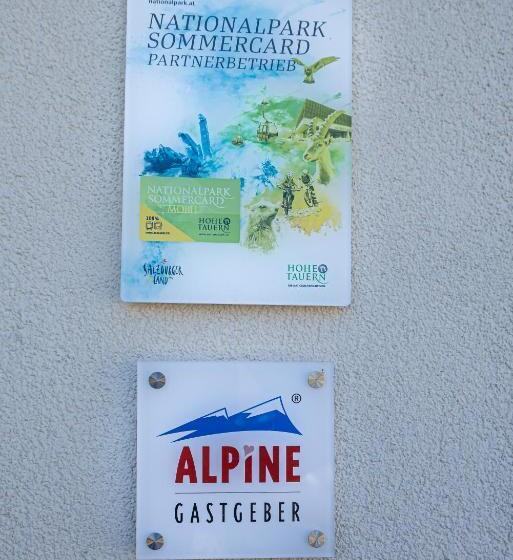 nationalpark.at
NATIONALPARK
SOMMERCARD
PARTNERBETRIEB
NATIONALPARK
SOMMERCARD
MOBIL
HOHE
TAUERN
SALZBURGER
LAND
HOHE
TAUERN
®
ALPINE
GASTGEBER